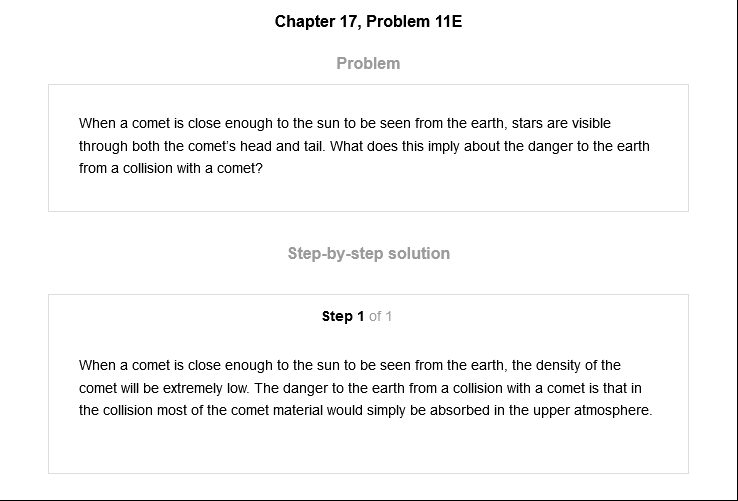 Chapter 17, Problem 11E
Problem
When a comet is close enough to the sun to be seen from the earth, stars are visible
through both the comet's head and tail. What does this imply about the danger to the earth
from a collision with a comet?
Step-by-step solution
Step 1 of 1
When a comet is close enough to the sun to be seen from the earth, the density of the
comet will be extremely low. The danger to the earth from a collision with a comet is that in
the collision most of the comet material would simply be absorbed in the upper atmosphere.